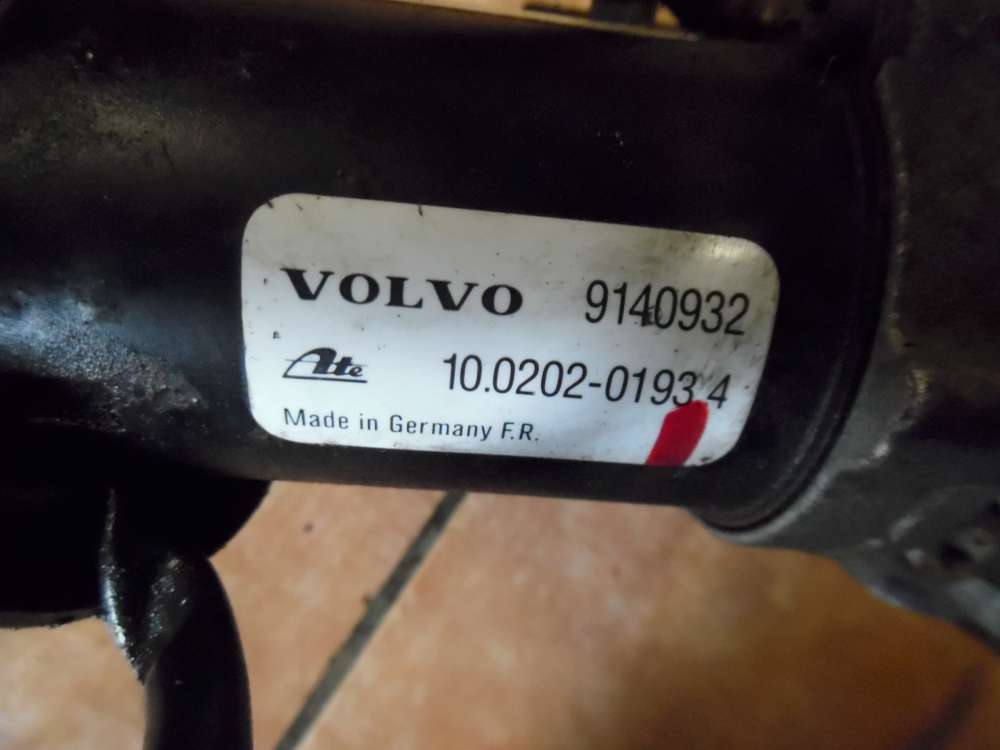 VOLVO 9140932
Ate 10.0202-0193 4
Made in Germany F.R.